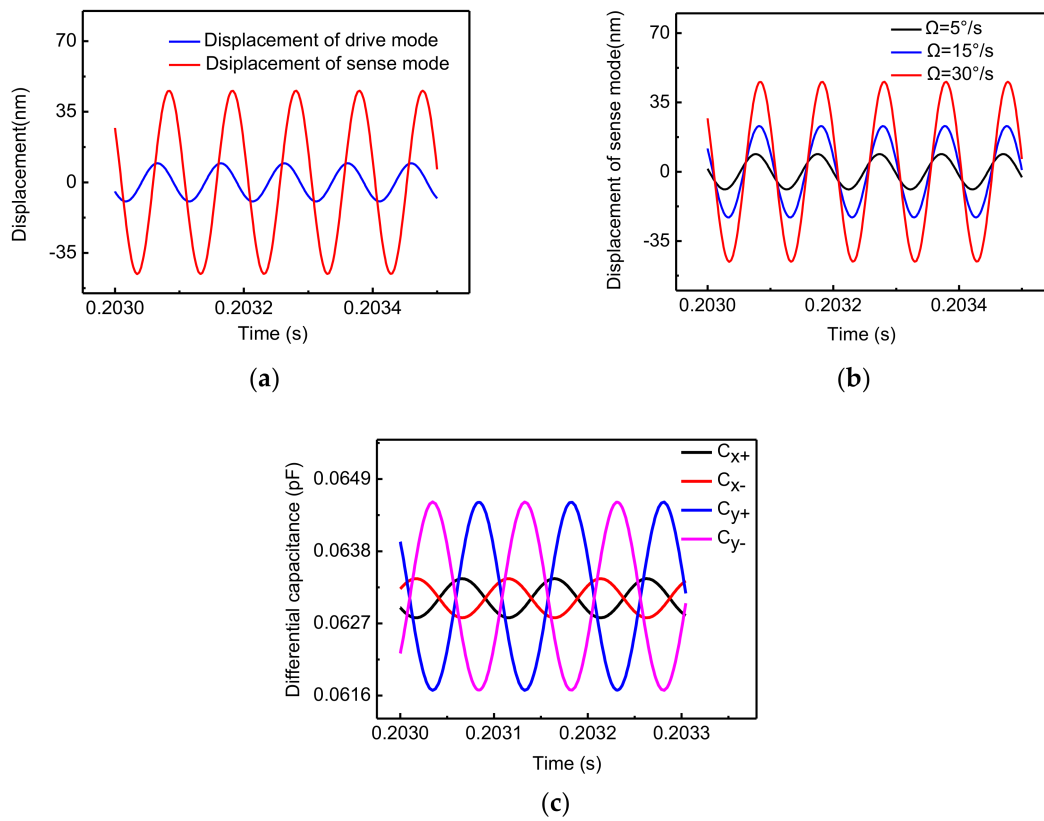 70
35
0
-35
Displacement(nm)
Displacement of drive mode
Dsiplacement of sense mode
0.2030
0.2032
0.2034
Time (s)
(a)
70
35
0
-35
Displacement of sense mode(nm)
Ω=5°/s
Ω=15°/s
Ω=30°/s
0.2030
0.2032
0.2034
Time (s)
(b)
0.0649
0.0638
0.0627
0.0616
Differential capacitance (pF)
Cx+
Cx-
Cy+
Cy-
0.2030
0.2031
0.2032
0.2033
Time (s)
(c)